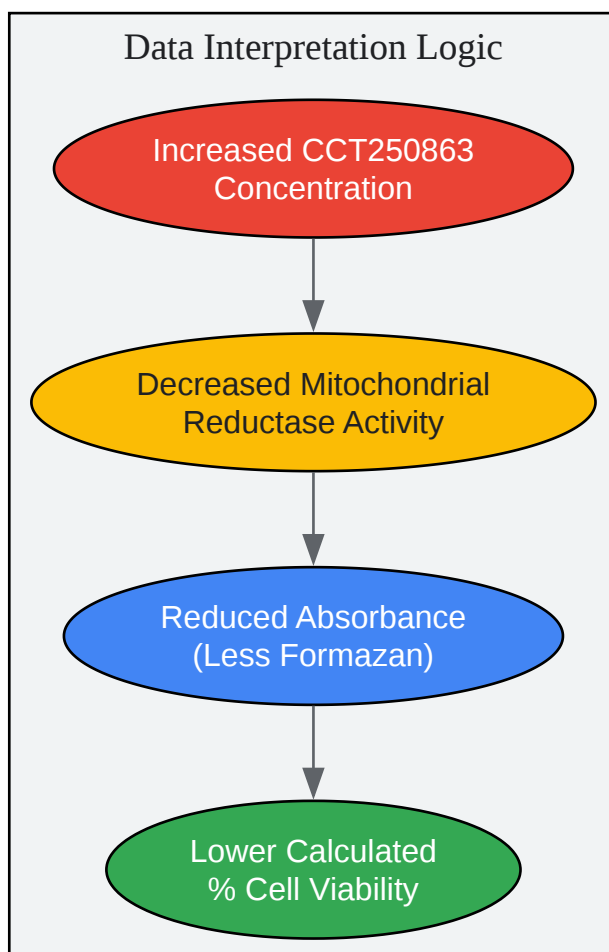 Data Interpretation Logic
Increased CCT250863
Concentration
Decreased Mitochondrial
Reductase Activity
Reduced Absorbance
(Less Formazan)
Lower Calculated
% Cell Viability